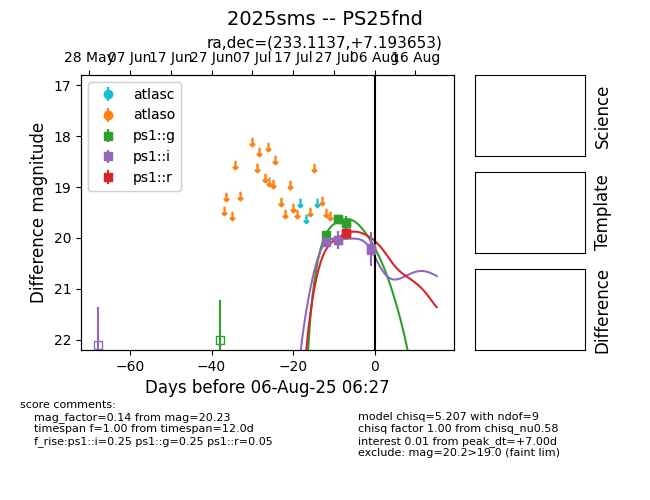 2025sms -- PS25fnd
ra,dec=(233.1137,+7.193653)
28 May 07 Jun 17 Jun 27 Jun 07 Jul 17 Jul 27 Jul 06 Aug 16 Aug
atlasc
atlaso
ps1::g
ps1::i
ps1::r
17
18
19
20
21
22
Difference magnitude
−60 −40 −20 0
Days before 06-Aug-25 06:27
Science
Template
Difference
score comments:
mag_factor=0.14 from mag=20.23
timespan f=1.00 from timespan=12.0d
f_rise:ps1::i=0.25 ps1::g=0.25 ps1::r=0.05
model chisq=5.207 with ndof=9
chisq factor 1.00 from chisq_nu0.58
interest 0.01 from peak_dt=+7.00d
exclude: mag=20.2>19.0 (faint lim)